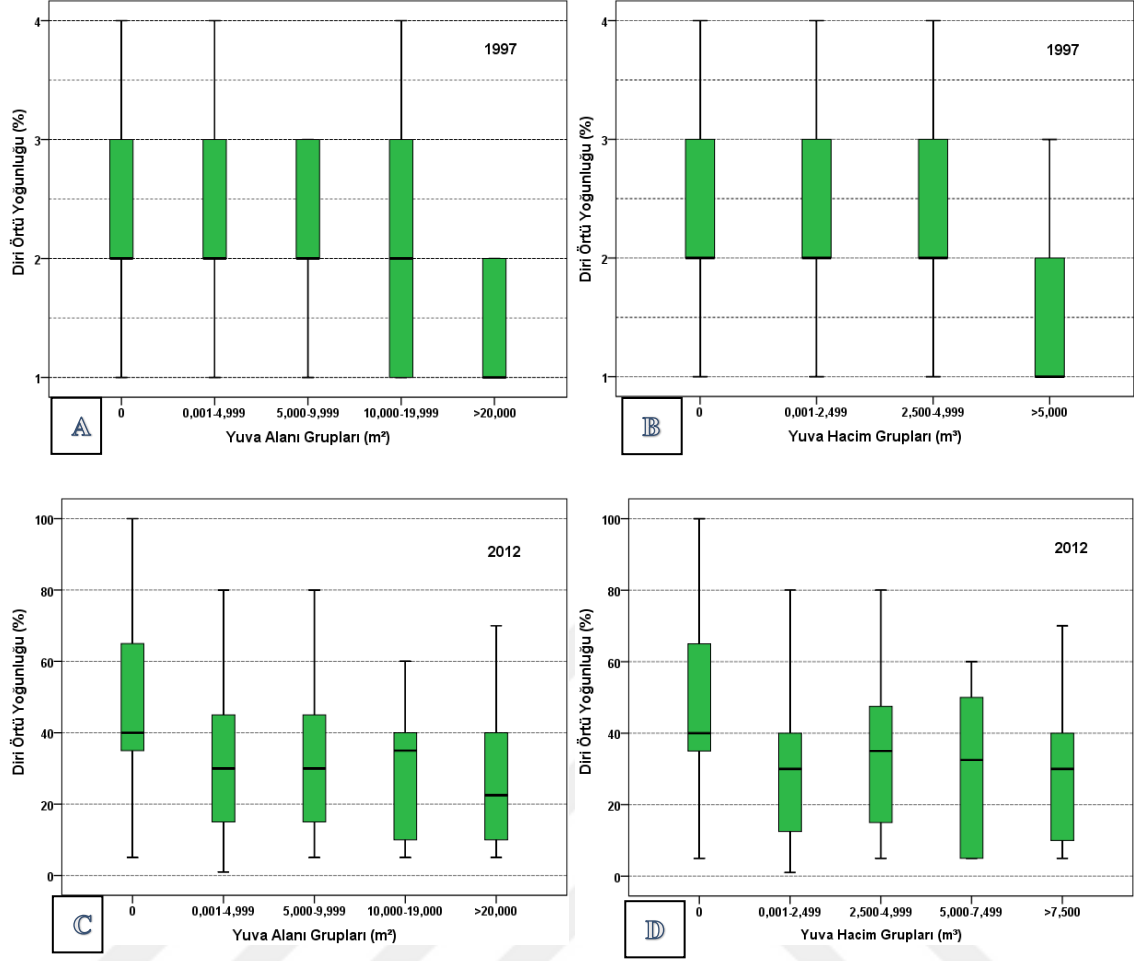 1997
Diri Örtü Yoğunluğu (%)
4
3
2
1
0 0,001-4,999 5,000-9,999 10,000-19,999 >20,000
Yuva Alanı Grupları (m²)
A
1997
Diri Örtü Yoğunluğu (%)
4
3
2
1
0 0,001-2,499 2,500-4,999 >5,000
Yuva Hacim Grupları (m³)
B
2012
Diri Örtü Yoğunluğu (%)
100
80
60
40
20
0
0 0,001-4,999 5,000-9,999 10,000-19,000 >20,000
Yuva Alanı Grupları (m²)
C
2012
Diri Örtü Yoğunluğu (%)
100
80
60
40
20
0
0 0,001-2,499 2,500-4,999 5,000-7,499 >7,500
Yuva Hacim Grupları (m³)
D